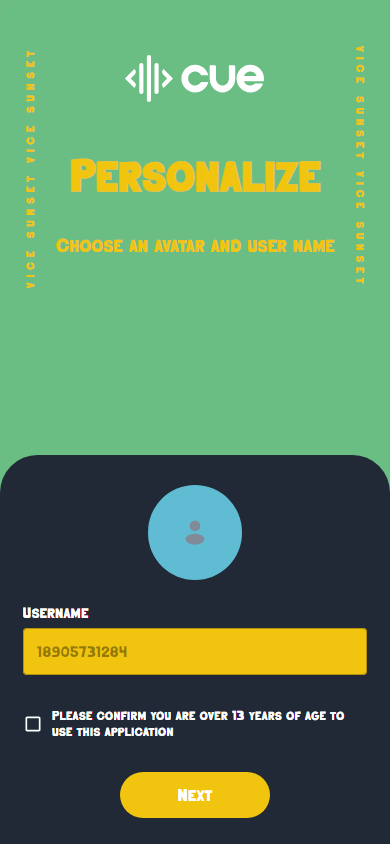 cue
VICE SUNSET VICE SUNSET
VICE SUNSET VICE SUNSET
Personalize
Choose an avatar and user name
Username
18905731284
Please confirm you are over 13 years of age to
use this application
Next